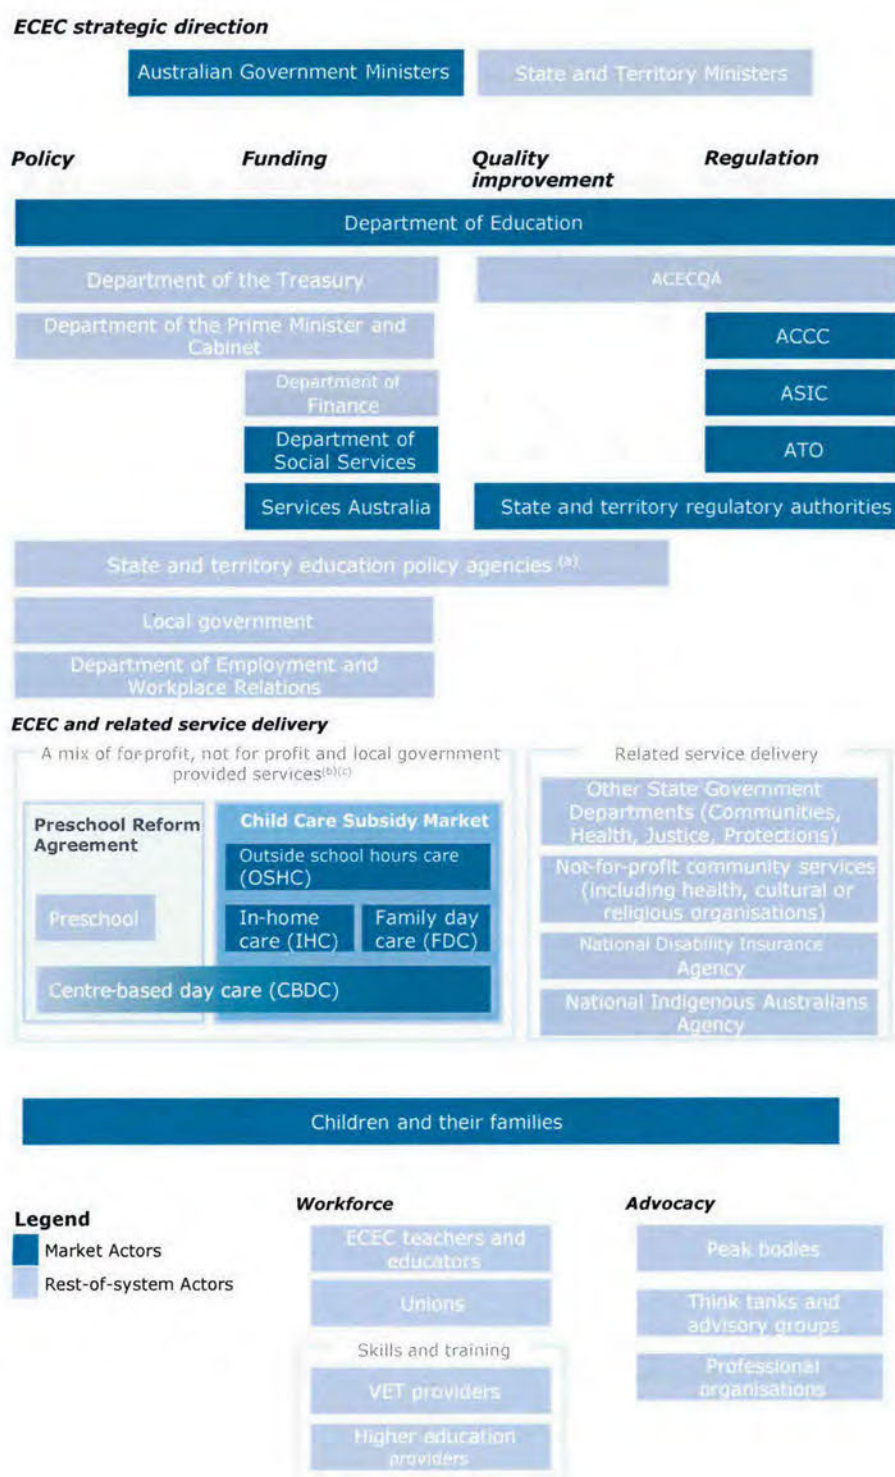 ECEC strategic direction
Australian Government Ministers
State and Territory Ministers
Policy
Funding
Quality
improvement
Regulation
Department of Education
Department of the Treasury
ACECQA
Department of the Prime Minister and
Cabinet
ACCC
Department of
Finance
ASIC
Department of
Social Services
ATO
Services Australia
State and territory regulatory authorities
State and territory education policy agencies (a)
Local government
Department of Employment and
Workplace Relations
ECEC and related service delivery
A mix of for-profit, not for profit and local government
provided services(b)(c)
Preschool Reform
Agreement
Child Care Subsidy Market
Outside school hours care
(OSHC)
Preschool
In-home
care (IHC)
Family day
care (FDC)
Centre-based day care (CBDC)
Related service delivery
Other State Government
Departments (Communities,
Health, Justice, Protections)
Not-for-profit community services
(including health, cultural or
religious organisations)
National Disability Insurance
Agency
National Indigenous Australians
Agency
Children and their families
Legend
Market Actors
Rest-of-system Actors
Workforce
ECEC teachers and
educators
Unions
Skills and training
VET providers
Higher education
providers
Advocacy
Peak bodies
Think tanks and
advisory groups
Professional
organisations